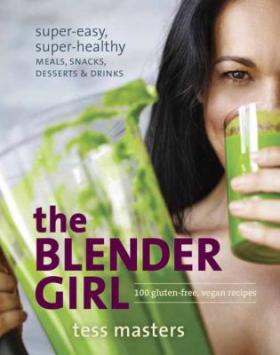 super-easy,
super-healthy
MEALS, SNACKS,
DESSERTS & DRINKS
the
BLENDER
GIRL
100 gluten-free, vegan recipes
tess masters